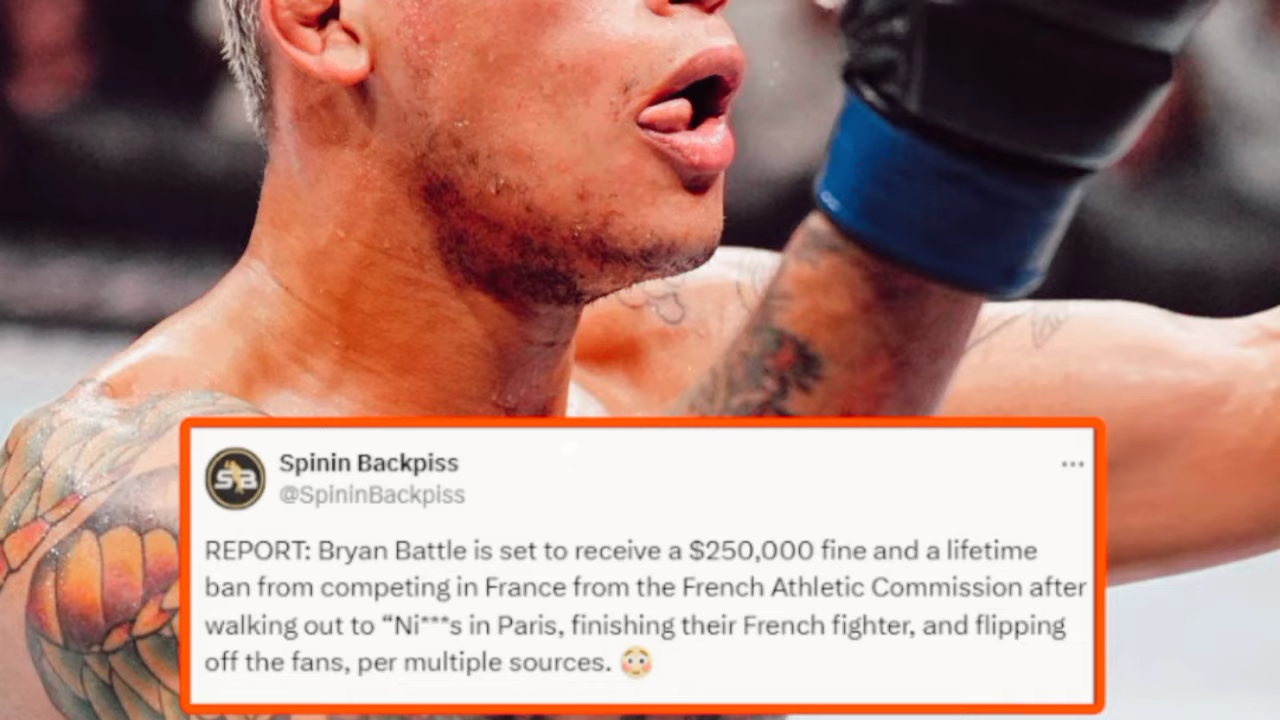 SB
Spinin Backpiss
@SpininBackpiss
REPORT: Bryan Battle is set to receive a $250,000 fine and a lifetime
ban from competing in France from the French Athletic Commission after
walking out to “Ni***s in Paris, finishing their French fighter, and flipping
off the fans, per multiple sources. 😳